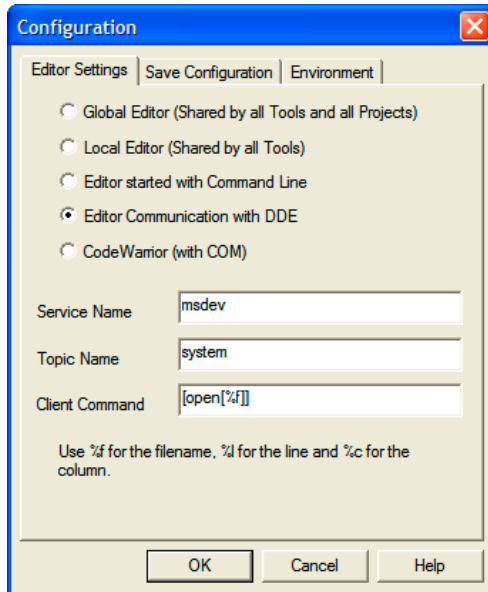 Configuration
Editor Settings Save Configuration Environment
Global Editor (Shared by all Tools and all Projects)
Local Editor (Shared by all Tools)
Editor started with Command Line
Editor Communication with DDE
CodeWarrior (with COM)
Service Name msdev
Topic Name system
Client Command [open[%f]]
Use %f for the filename, %l for the line and %c for the
column.
OK Cancel Help